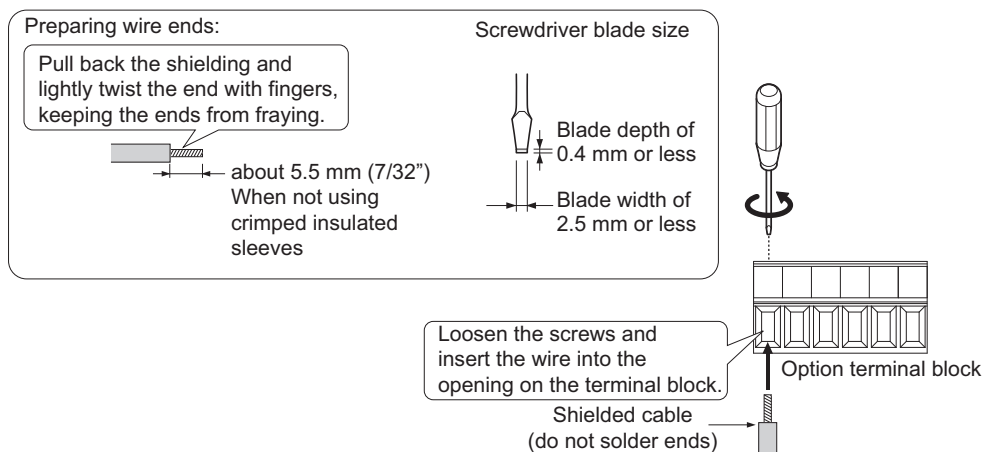 Preparing wire ends:
Pull back the shielding and
lightly twist the end with fingers,
keeping the ends from fraying.
about 5.5 mm (7/32”)
When not using
crimped insulated
sleeves
Screwdriver blade size
Blade depth of
0.4 mm or less
Blade width of
2.5 mm or less
Loosen the screws and
insert the wire into the
opening on the terminal block.
Option terminal block
Shielded cable
(do not solder ends)